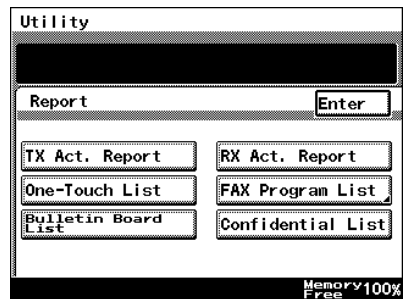 Utility
Report
Enter
TX Act. Report
RX Act. Report
One-Touch List
FAX Program List
Bulletin Board
List
Confidential List
Memory
Free 100%